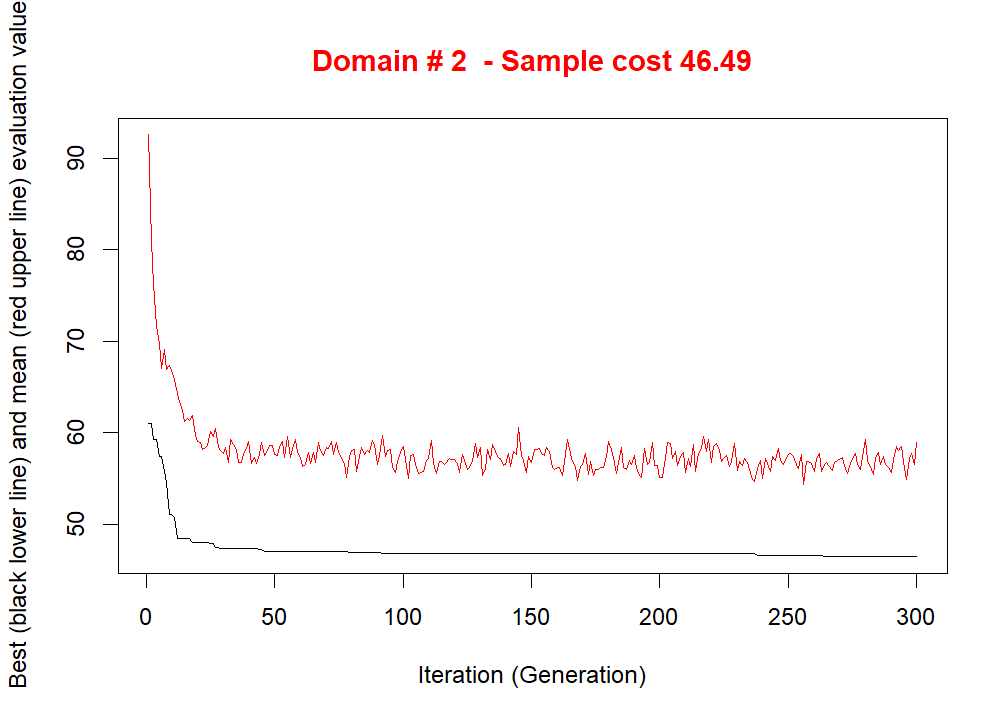 Domain # 2  - Sample cost 46.49
Best (black lower line) and mean (red upper line) evaluation value
90
80
70
60
50
0 50 100 150 200 250 300
Iteration (Generation)